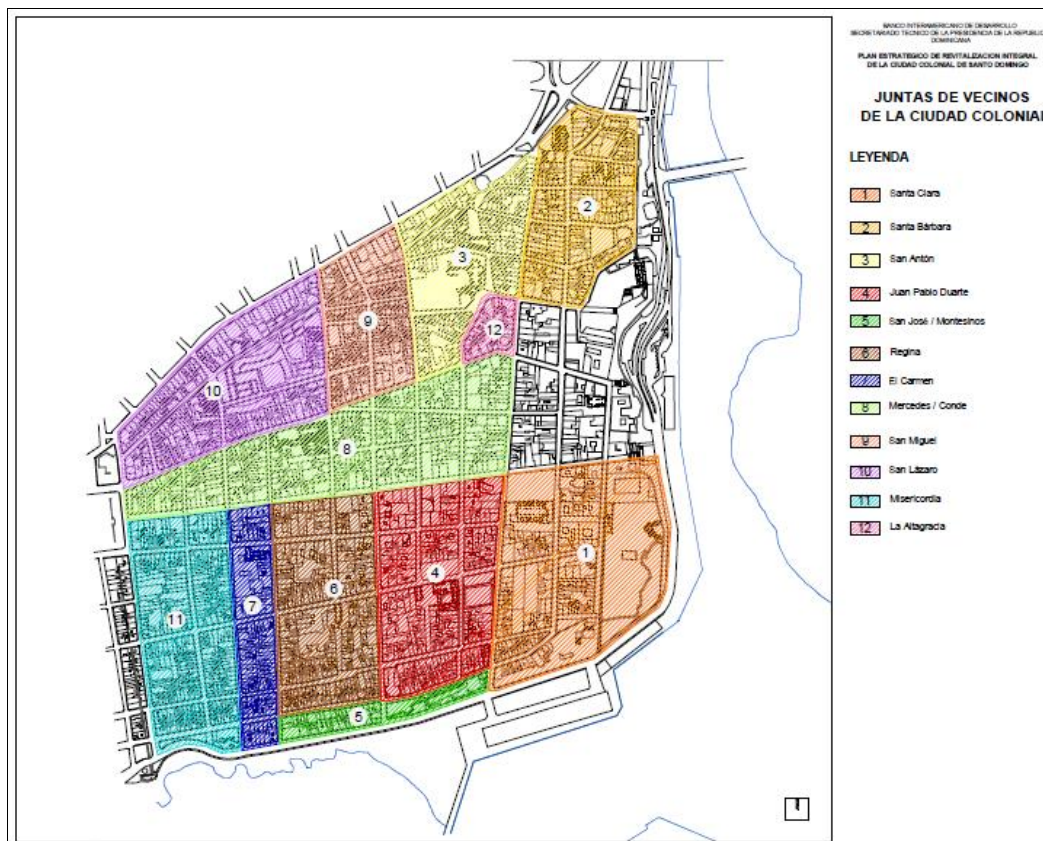 BANCO INTERAMERICANO DE DESARROLLO
SECRETARIADO TECNICO DE LA PRESIDENCIA DE LA REPUBLIC
DOMINICANA
PLAN ESTRATEGICO DE REVITALIZACION INTEGRAL
DE LA CIUDAD COLONIAL DE SANTO DOMINGO
JUNTAS DE VECINOS
DE LA CIUDAD COLONIAL
LEYENDA
1 Santa Clara
2 Santa Bárbara
3 San Antón
4 Juan Pablo Duarte
5 San José / Montesinos
6 Regina
7 El Carmen
8 Mercedes / Conde
9 San Miguel
10 San Lázaro
11 Misericordia
12 La Altagracia
2
3
12
9
10
8
1
4
6
7
11
5